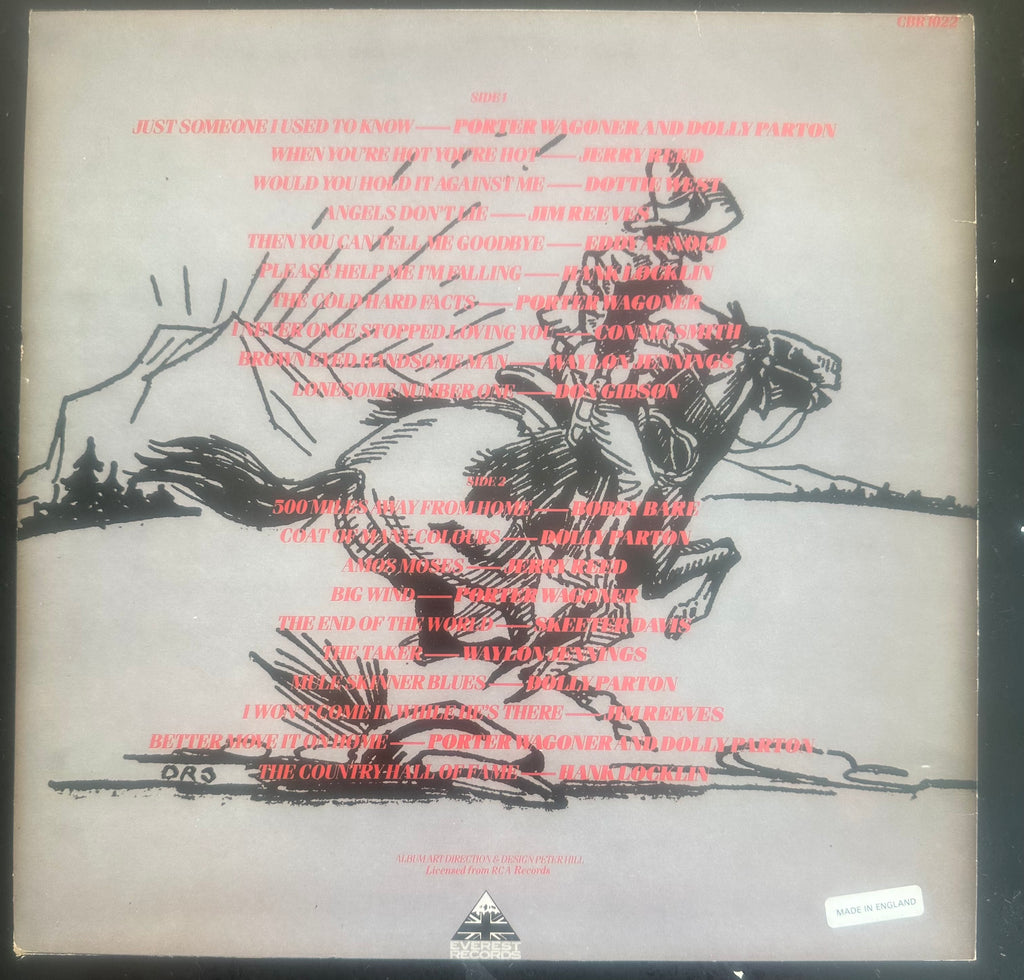 CBR1022
SIDE 1
JUST SOMEONE I USED TO KNOW — PORTER WAGONER AND DOLLY PARTON
WHEN YOU'RE HOT YOU'RE HOT — JERRY REED
WOULD YOU HOLD IT AGAINST ME — DOTTIE WEST
ANGELS DON'T LIE — JIM REEVES
THEN YOU CAN TELL ME GOODBYE — EDDY ARNOLD
PLEASE HELP ME I'M FALLING — HANK LOCKLIN
THE COLD HARD FACTS — PORTER WAGONER
I NEVER ONCE STOPPED LOVING YOU — CONNIE SMITH
BROWN EYED HANDSOME MAN — WAYLON JENNINGS
LONESOME NUMBER ONE — DON GIBSON
SIDE 2
500 MILES AWAY FROM HOME — BOBBY BARE
COAT OF MANY COLOURS — DOLLY PARTON
AMOS MOSES — JERRY REED
BIG WIND — PORTER WAGONER
THE END OF THE WORLD — SKEETER DAVIS
THE TAKER — WAYLON JENNINGS
MULE SKINNER BLUES — DOLLY PARTON
I WON'T COME IN WHILE HE'S THERE — JIM REEVES
BETTER MOVE IT ON HOME — PORTER WAGONER AND DOLLY PARTON
THE COUNTRY HALL OF FAME — HANK LOCKLIN
DRS
ALBUM ART DIRECTION & DESIGN PETER HILL
Licensed from RCA Records
EVEREST
RECORDS
MADE IN ENGLAND